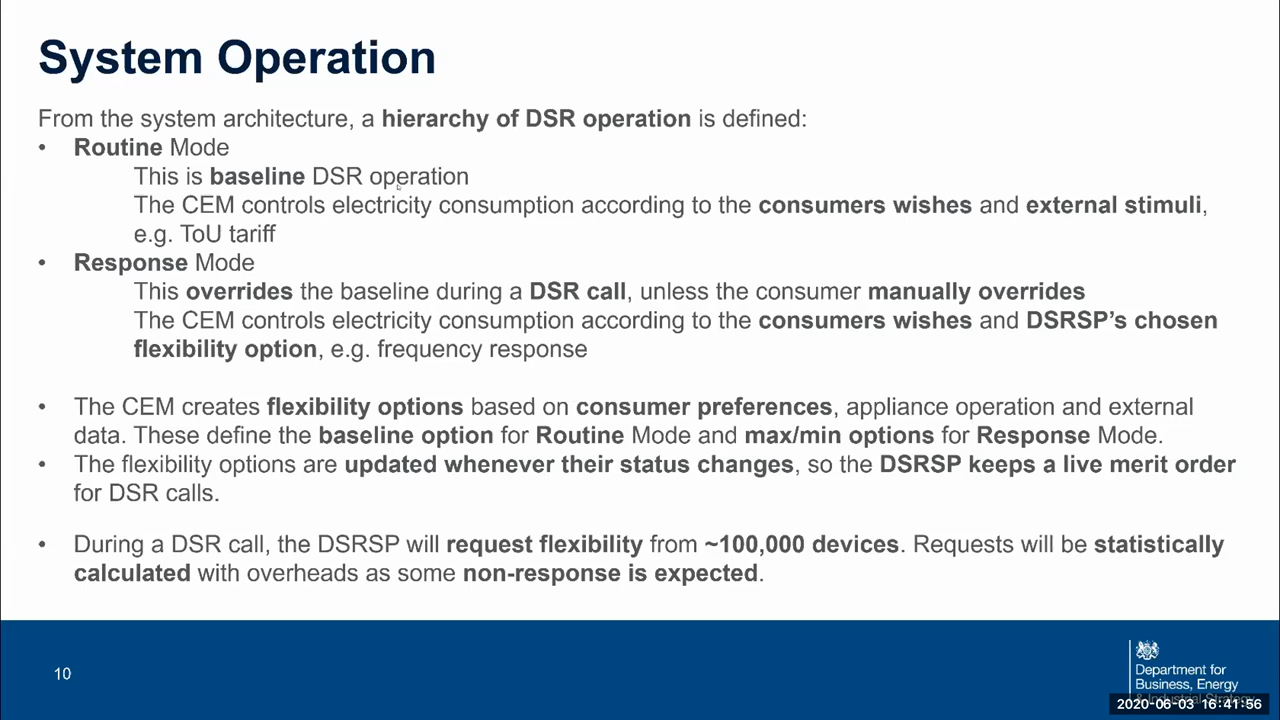 System Operation
From the system architecture, a hierarchy of DSR operation is defined:
• Routine Mode
This is baseline DSR operation
The CEM controls electricity consumption according to the consumers wishes and external stimuli,
e.g. ToU tariff
• Response Mode
This overrides the baseline during a DSR call, unless the consumer manually overrides
The CEM controls electricity consumption according to the consumers wishes and DSRSP’s chosen
flexibility option, e.g. frequency response
• The CEM creates flexibility options based on consumer preferences, appliance operation and external
data. These define the baseline option for Routine Mode and max/min options for Response Mode.
• The flexibility options are updated whenever their status changes, so the DSRSP keeps a live merit order
for DSR calls.
• During a DSR call, the DSRSP will request flexibility from ~100,000 devices. Requests will be statistically
calculated with overheads as some non-response is expected.
10
Department for
Business, Energy
& Industrial Strategy
2020-06-03 16:41:56